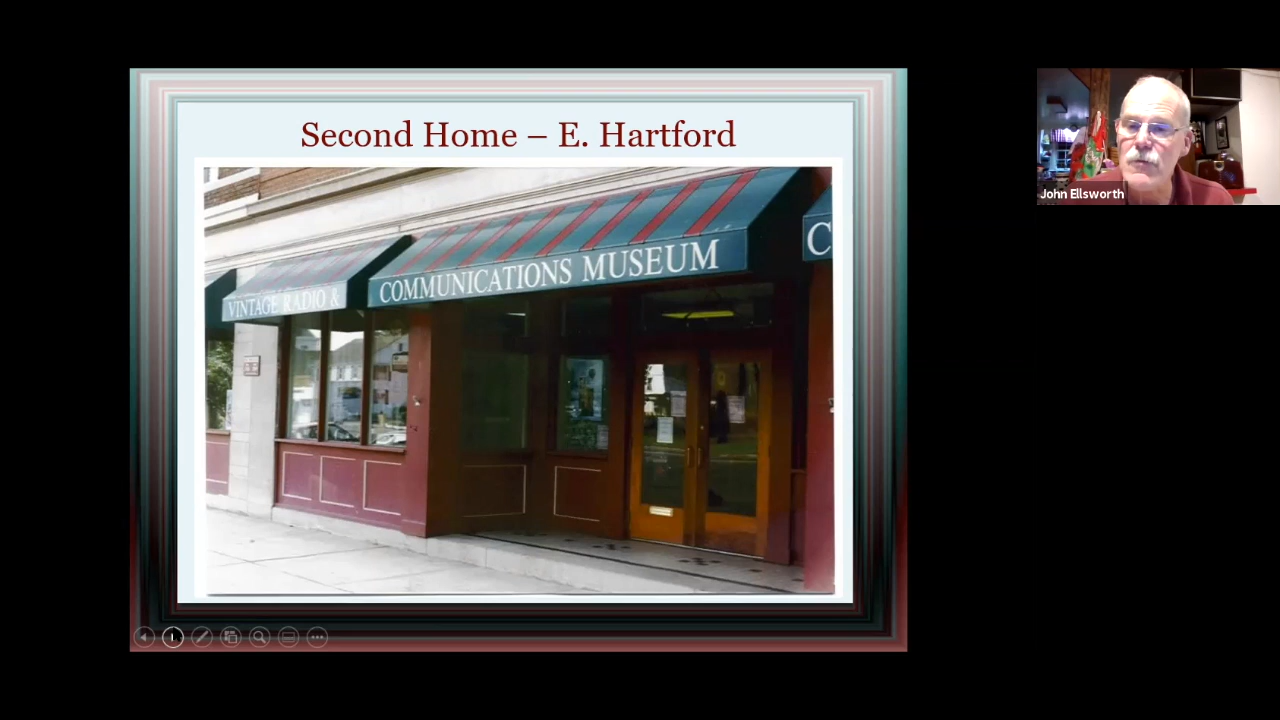 Second Home – E. Hartford
VINTAGE RADIO &
COMMUNICATIONS MUSEUM
C
John Ellsworth